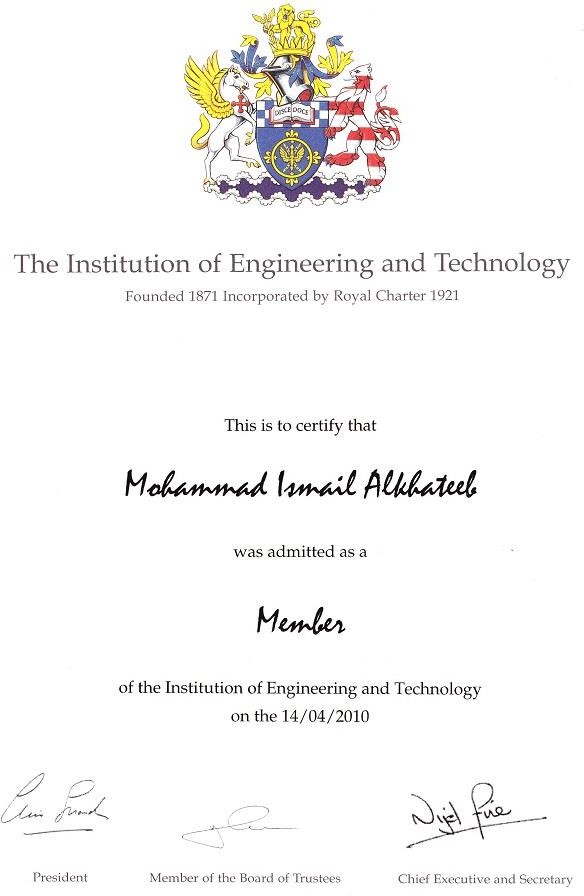 DISCE DOCE
The Institution of Engineering and Technology
Founded 1871 Incorporated by Royal Charter 1921
This is to certify that
Mohammad Ismail Alkhateeb
was admitted as a
Member
of the Institution of Engineering and Technology
on the 14/04/2010
President
Member of the Board of Trustees
Chief Executive and Secretary